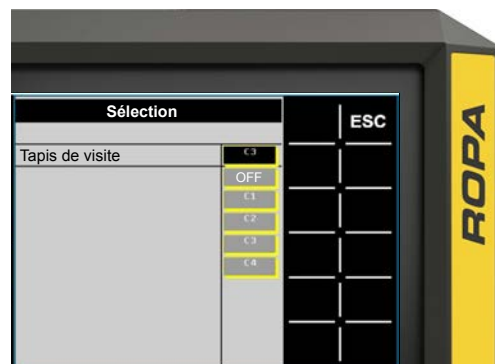 Sélection
ESC
Tapis de visite
C3
OFF
C1
C2
C3
C4
ROPA